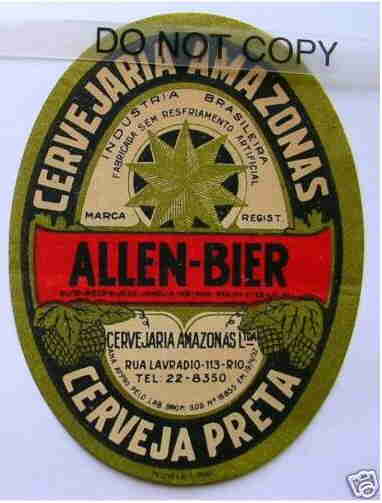 DO NOT COPY
CERVEJARIA AMAZONAS
INDÚSTRIA BRASILEIRA
FABRICADA SEM RESFRIAMENTO ARTIFICIAL
MARCA REGIST.
ALLEN-BIER
CERVEJARIA AMAZONAS LTDA
RUA LAVRADIO-113-RIO
TEL: 22-8350
CERVEJA PRETA